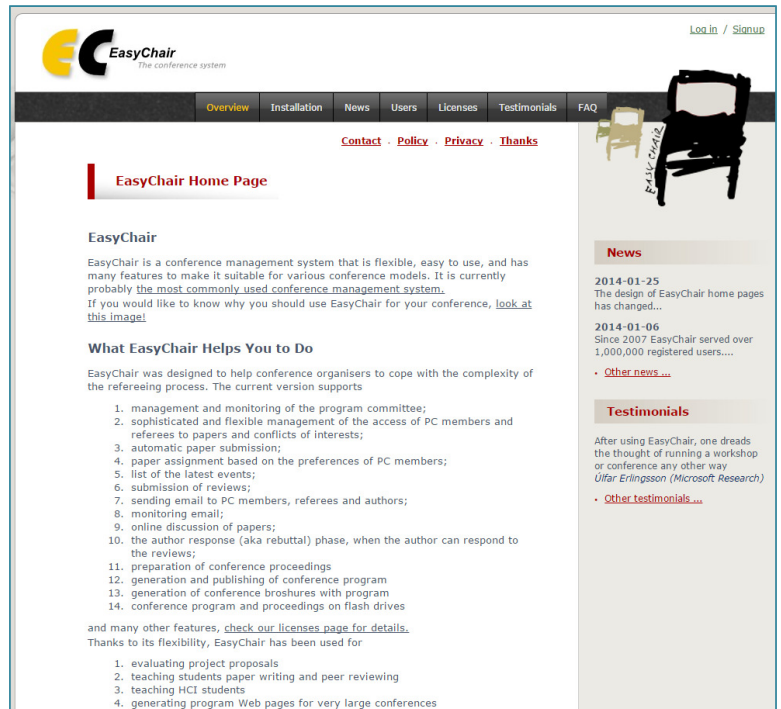 Log in / Signup
EC EasyChair
The conference system
Overview Installation News Users Licenses Testimonials FAQ
EASY CHAIR
Contact . Policy . Privacy . Thanks
EasyChair Home Page
EasyChair
EasyChair is a conference management system that is flexible, easy to use, and has
many features to make it suitable for various conference models. It is currently
probably the most commonly used conference management system.
If you would like to know why you should use EasyChair for your conference, look at
this image!
What EasyChair Helps You to Do
EasyChair was designed to help conference organisers to cope with the complexity of
the refereeing process. The current version supports
1. management and monitoring of the program committee;
2. sophisticated and flexible management of the access of PC members and
referees to papers and conflicts of interests;
3. automatic paper submission;
4. paper assignment based on the preferences of PC members;
5. list of the latest events;
6. submission of reviews;
7. sending email to PC members, referees and authors;
8. monitoring email;
9. online discussion of papers;
10. the author response (aka rebuttal) phase, when the author can respond to
the reviews;
11. preparation of conference proceedings
12. generation and publishing of conference program
13. generation of conference broshures with program
14. conference program and proceedings on flash drives
and many other features, check our licenses page for details.
Thanks to its flexibility, EasyChair has been used for
1. evaluating project proposals
2. teaching students paper writing and peer reviewing
3. teaching HCI students
4. generating program Web pages for very large conferences
News
2014-01-25
The design of EasyChair home pages
has changed...
2014-01-06
Since 2007 EasyChair served over
1,000,000 registered users....
• Other news ...
Testimonials
After using EasyChair, one dreads
the thought of running a workshop
or conference any other way
Úlfar Erlingsson (Microsoft Research)
• Other testimonials ...